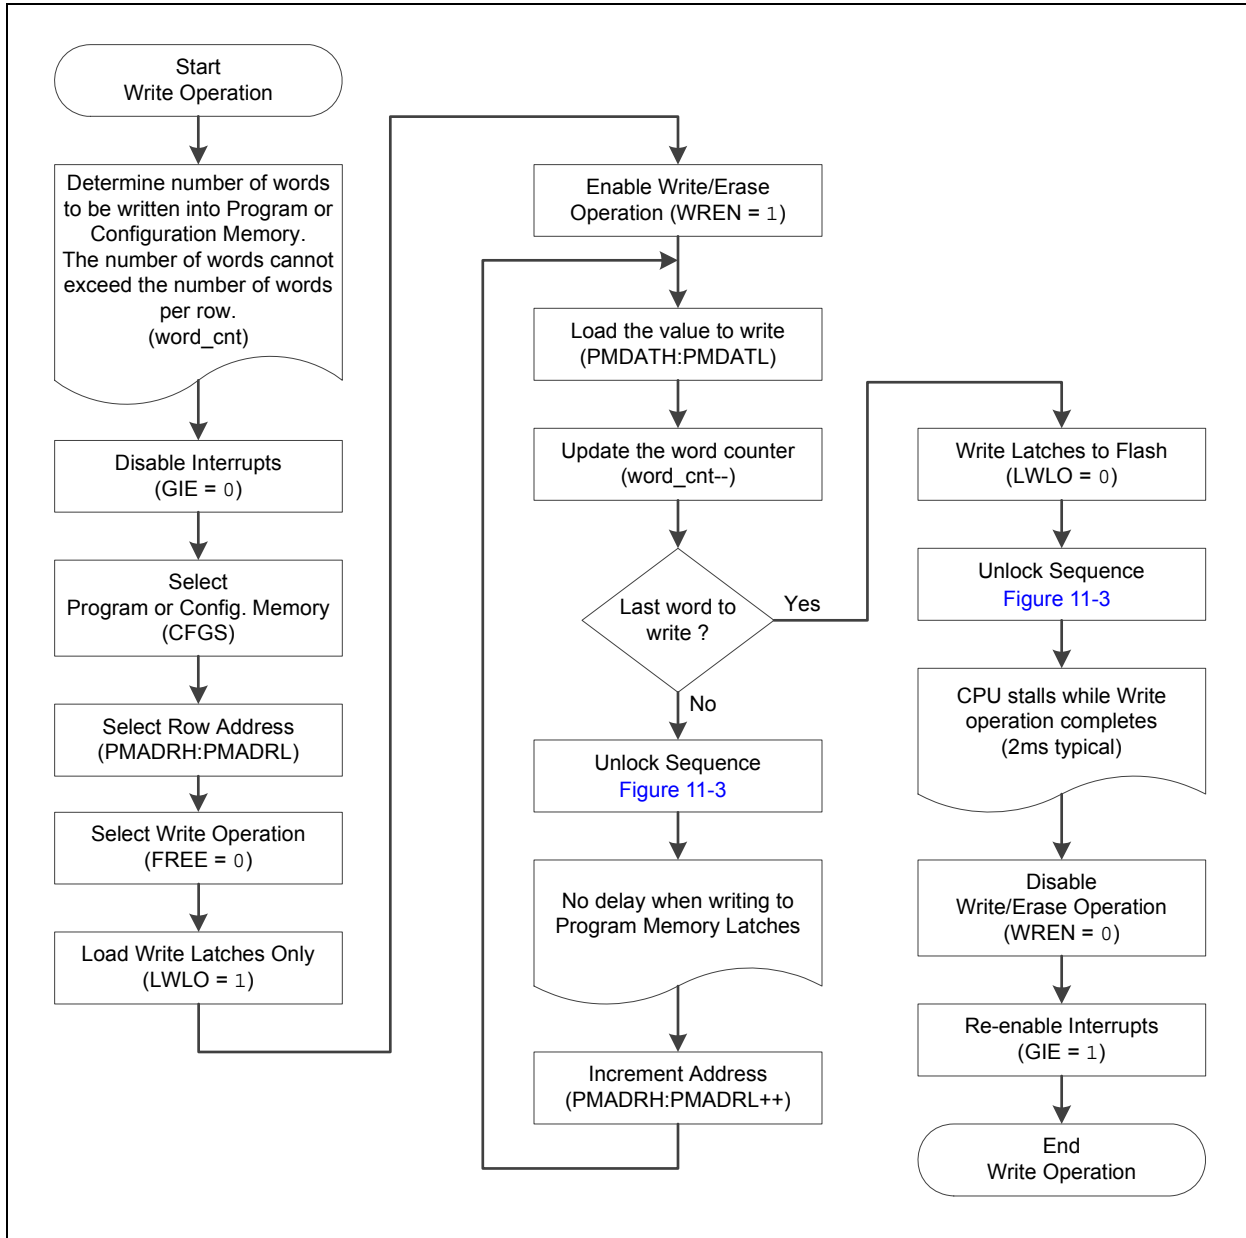 Start
Write Operation
Determine number of words
to be written into Program or
Configuration Memory.
The number of words cannot
exceed the number of words
per row.
(word_cnt)
Disable Interrupts
(GIE = 0)
Select
Program or Config. Memory
(CFGS)
Select Row Address
(PMADRH:PMADRL)
Select Write Operation
(FREE = 0)
Load Write Latches Only
(LWLO = 1)
Enable Write/Erase
Operation (WREN = 1)
Load the value to write
(PMDATH:PMDATL)
Update the word counter
(word_cnt--)
Last word to
write ?
Yes
No
Unlock Sequence
Figure 11-3
No delay when writing to
Program Memory Latches
Increment Address
(PMADRH:PMADRL++)
Write Latches to Flash
(LWLO = 0)
Unlock Sequence
Figure 11-3
CPU stalls while Write
operation completes
(2ms typical)
Disable
Write/Erase Operation
(WREN = 0)
Re-enable Interrupts
(GIE = 1)
End
Write Operation